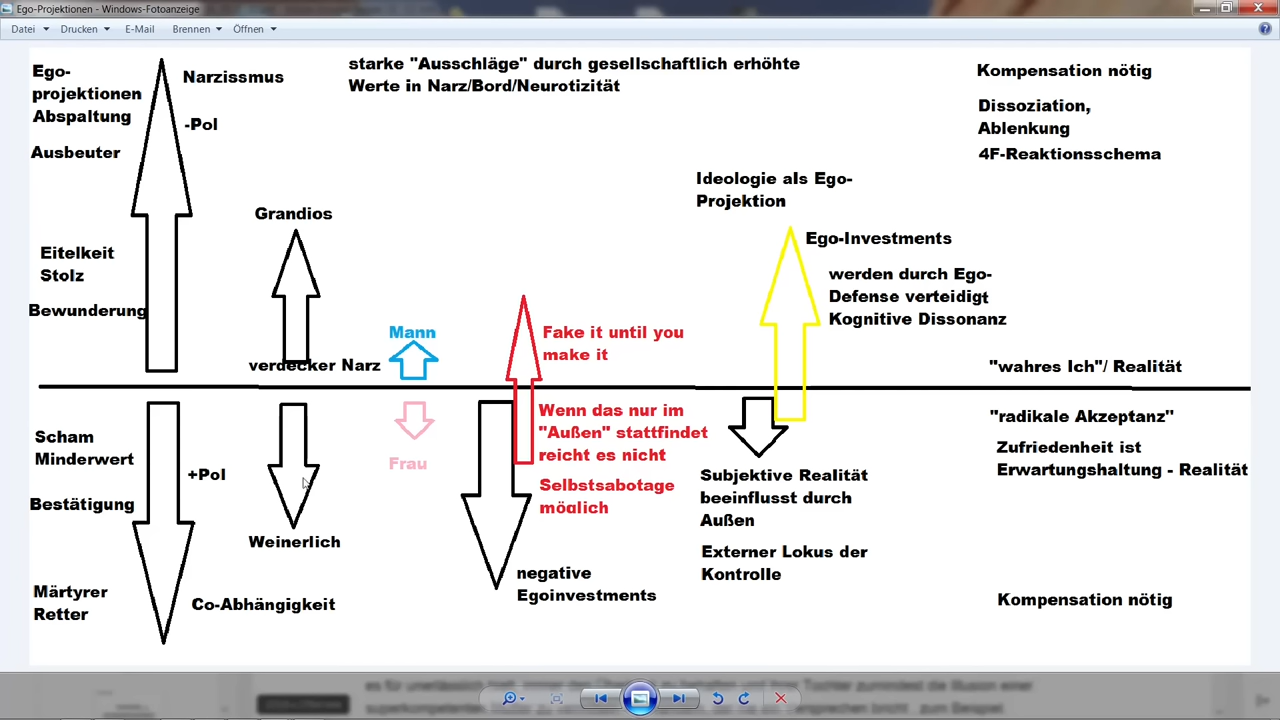 Ego-Projektionen - Windows-Fotoanzeige
Datei
Drucken
E-Mail
Brennen
Öffnen
Ego-
projektionen
Abspaltung
Ausbeuter
Eitelkeit
Stolz
Bewunderung
Narzissmus
-Pol
starke "Ausschläge" durch gesellschaftlich erhöhte
Werte in Narz/Bord/Neurotizität
Grandios
verdecker Narz
Mann
Fake it until you
make it
Ideologie als Ego-
Projektion
Ego-Investments
werden durch Ego-
Defense verteidigt
Kognitive Dissonanz
Kompensation nötig
Dissoziation,
Ablenkung
4F-Reaktionsschema
"wahres Ich"/ Realität
Scham
Minderwert
+Pol
Bestätigung
Märtyrer
Retter
Co-Abhängigkeit
Weinerlich
Frau
Wenn das nur im
"Außen" stattfindet
reicht es nicht
Selbstsabotage
möglich
negative
Egoinvestments
Subjektive Realität
beeinflusst durch
Außen
Externer Lokus der
Kontrolle
"radikale Akzeptanz"
Zufriedenheit ist
Erwartungshaltung - Realität
Kompensation nötig